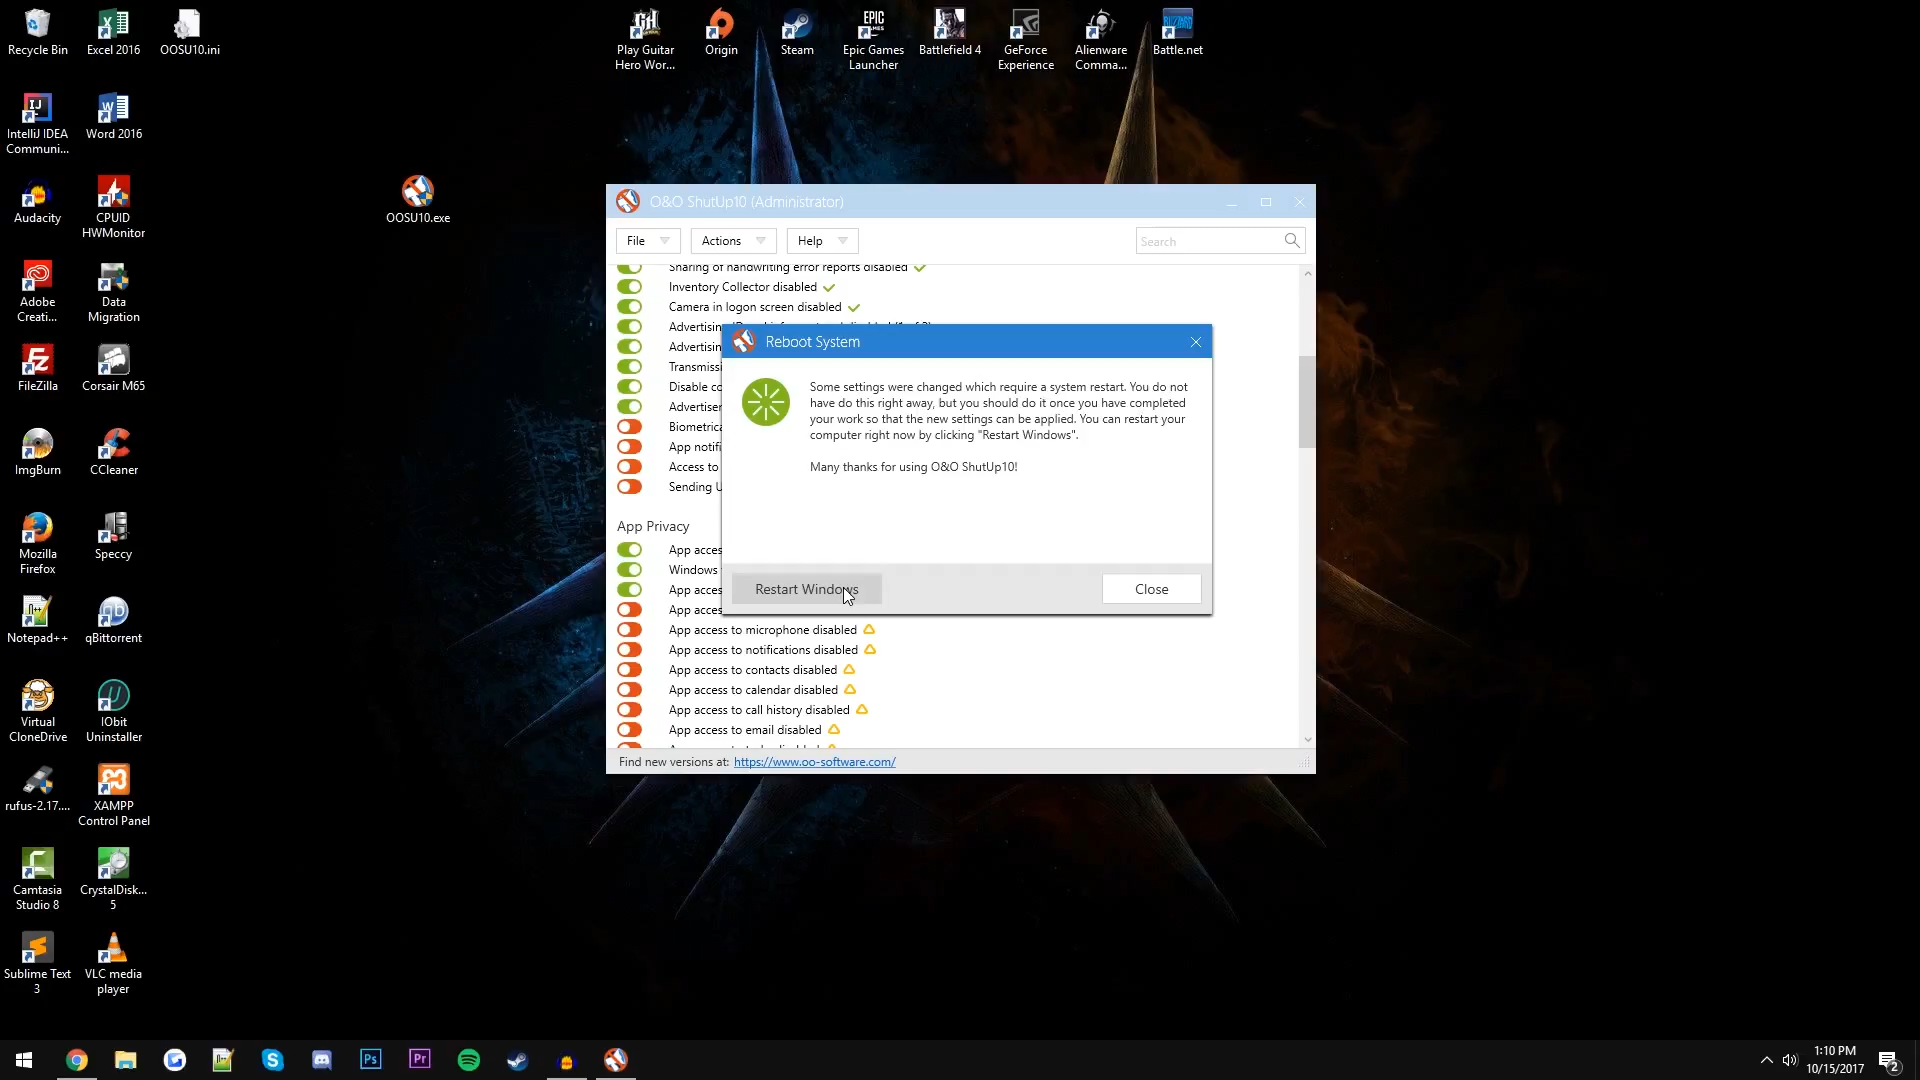 Recycle Bin
Excel 2016
OOSU10.ini
Play Guitar
Hero Wor...
Origin
Steam
EPIC
GAMES
Epic Games
Launcher
Battlefield 4
GeForce
Experience
Alienware
Comma...
Battle.net
IntelliJ IDEA
Communi...
Word 2016
Audacity
CPUID
HWMonitor
OOSU10.exe
Adobe
Creati...
Data
Migration
FileZilla
Corsair M65
ImgBurn
CCleaner
Mozilla
Firefox
Speccy
Notepad++
qBittorrent
Virtual
CloneDrive
IObit
Uninstaller
rufus-2.17....
XAMPP
Control Panel
Camtasia
Studio 8
CrystalDisk...
5
Sublime Text
3
VLC media
player
O&O ShutUp10 (Administrator)
File
Actions
Help
Search
Sharing of handwriting error reports disabled
Inventory Collector disabled
Camera in logon screen disabled
Advertising
Advertisin
Transmissi
Disable co
Advertiser
Biometrica
App notifi
Access to
Sending U
App Privacy
App acces
Windows
App acces
App acces
App access to microphone disabled
App access to notifications disabled
App access to contacts disabled
App access to calendar disabled
App access to call history disabled
App access to email disabled
Find new versions at: https://www.oo-software.com/
Reboot System
Some settings were changed which require a system restart. You do not
have do this right away, but you should do it once you have completed
your work so that the new settings can be applied. You can restart your
computer right now by clicking "Restart Windows".
Many thanks for using O&O ShutUp10!
Restart Windows
Close
Ps
Pr
1:10 PM
10/15/2017
2